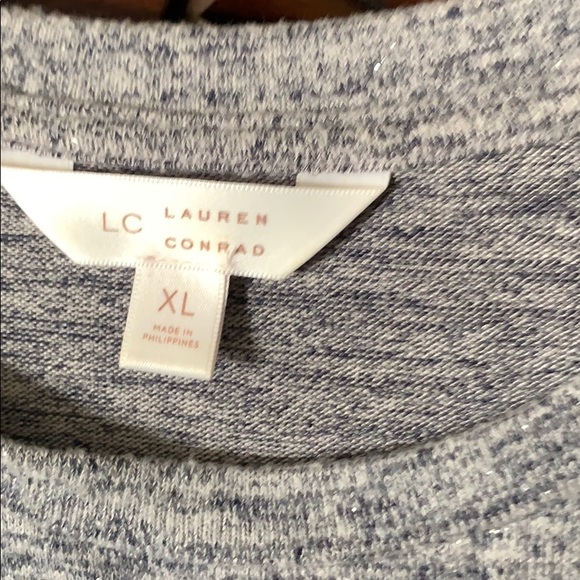 LC LAUREN
CONRAD
XL
MADE IN
PHILIPPINES